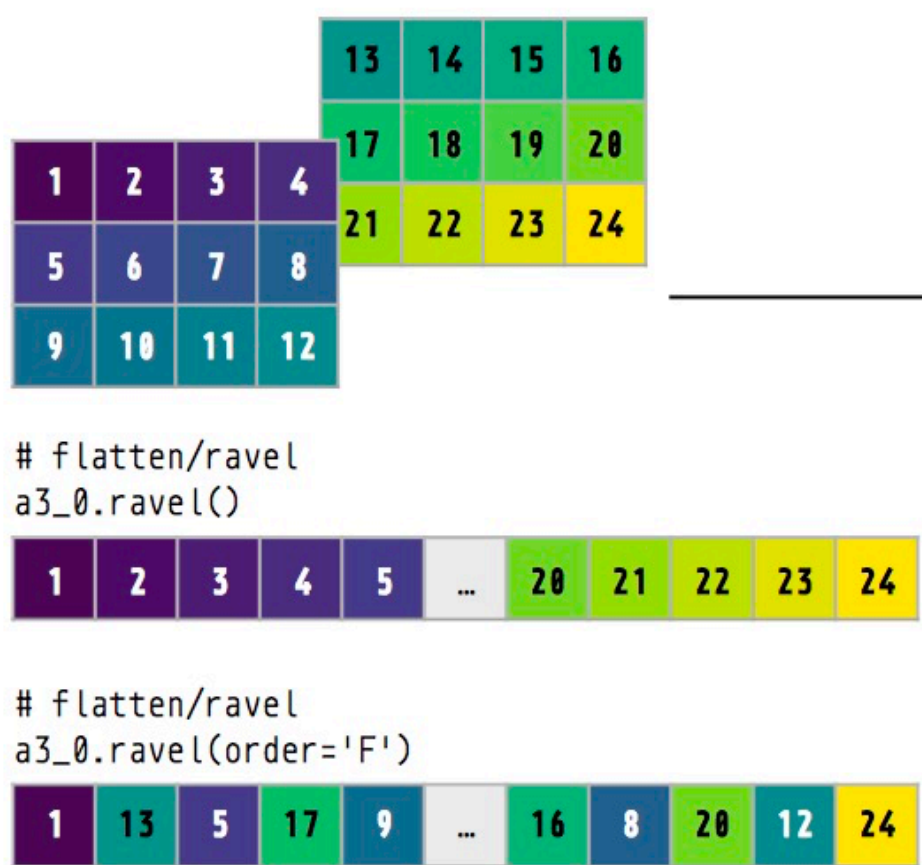 13 14 15 16
17 18 19 20
21 22 23 24
1 2 3 4
5 6 7 8
9 10 11 12
# flatten/ravel
a3_0.ravel()
1 2 3 4 5 … 20 21 22 23 24
# flatten/ravel
a3_0.ravel(order='F')
1 13 5 17 9 … 16 8 20 12 24